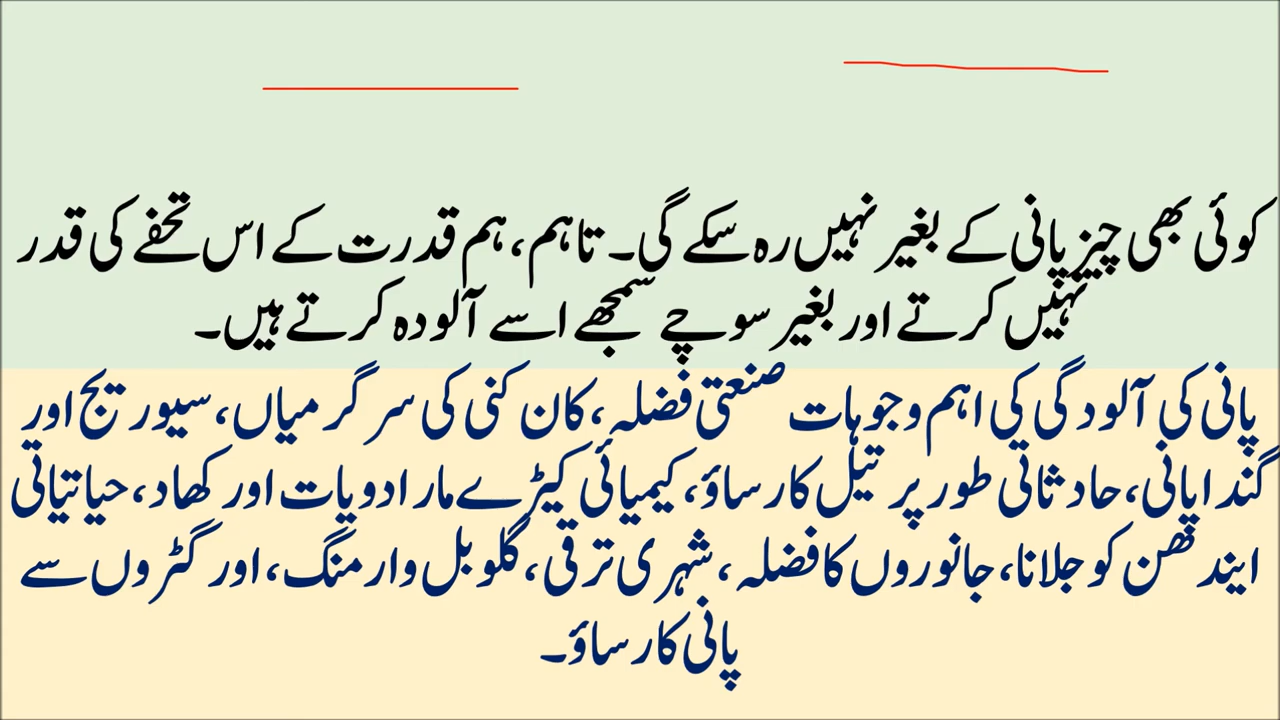 کوئی بھی چیز پانی کے بغیر نہیں رہ سکے گی۔ تاہم، ہم قدرت کے اس تحفے کی قدر
نہیں کرتے اور بغیر سوچے سمجھے اسے آلودہ کرتے ہیں۔
پانی کی آلودگی کی اہم وجوہات صنعتی فضلہ، کان کنی کی سرگرمیاں، سیوریج اور
گندا پانی، حادثاتی طور پر تیل کا رساؤ، کیمیائی کیڑے مار ادویات اور کھاد، حیاتیاتی
ایندھن کو جلانا، جانوروں کا فضلہ، شہری ترقی، گلوبل وارمنگ، اور گٹروں سے
پانی کا رساؤ۔